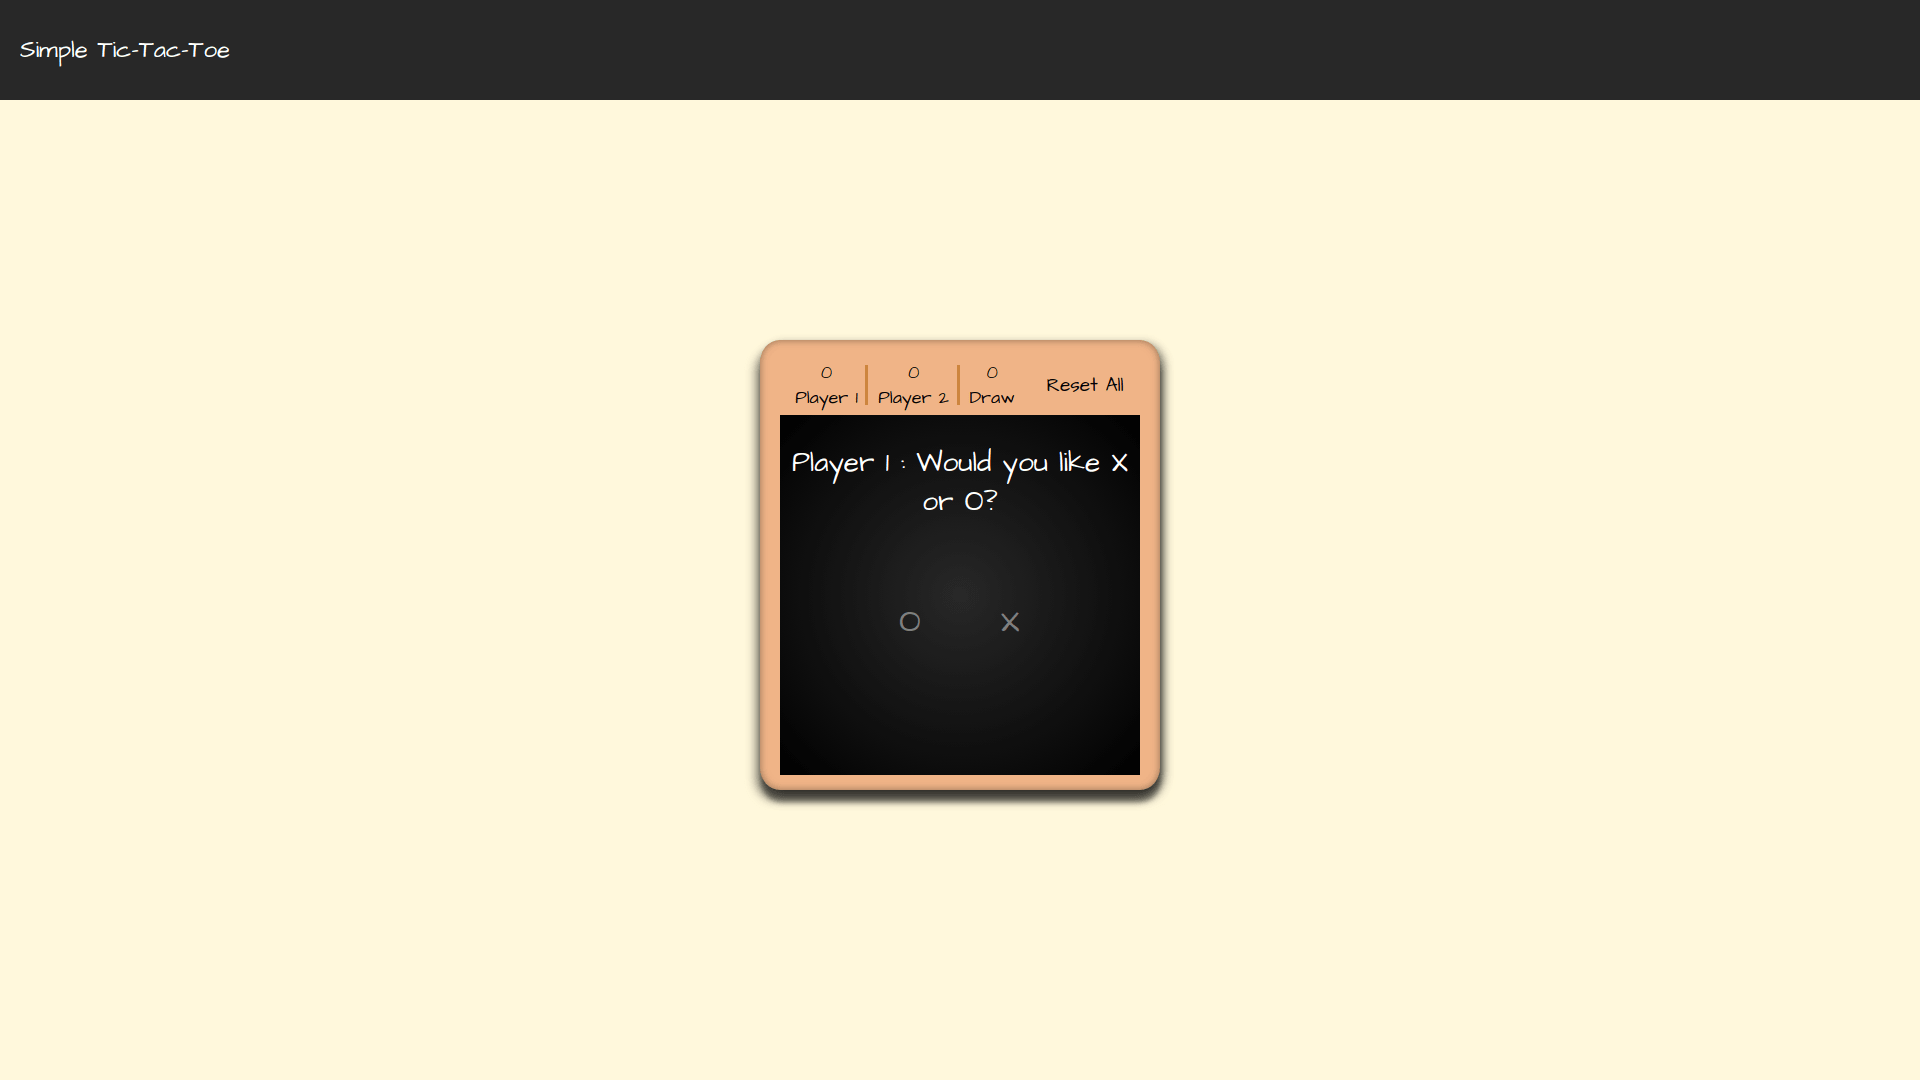 Simple Tic-Tac-Toe
0 0 0
Player 1 Player 2 Draw Reset All
Player 1 : Would you like X
or O?
O X